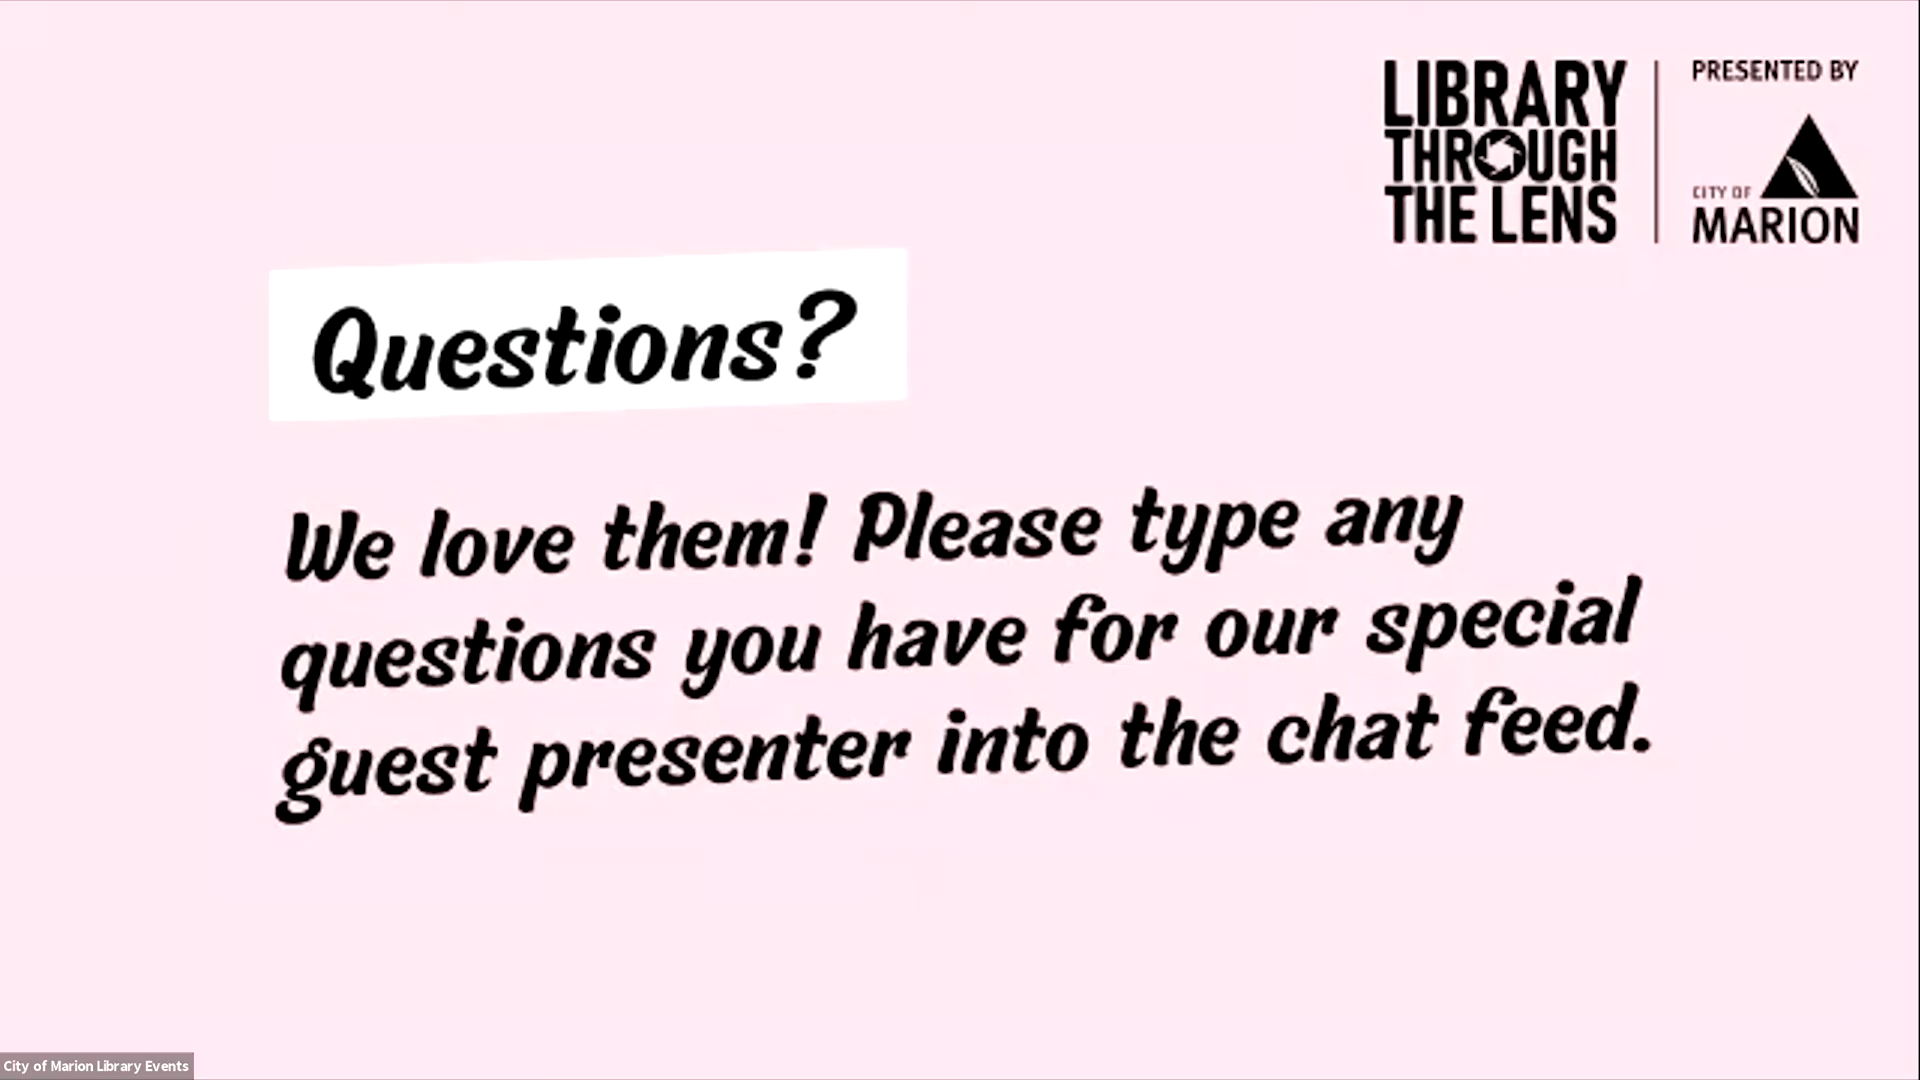 LIBRARY
THROUGH
THE LENS
PRESENTED BY
CITY OF
MARION
Questions?
We love them! Please type any
questions you have for our special
guest presenter into the chat feed.
City of Marion Library Events